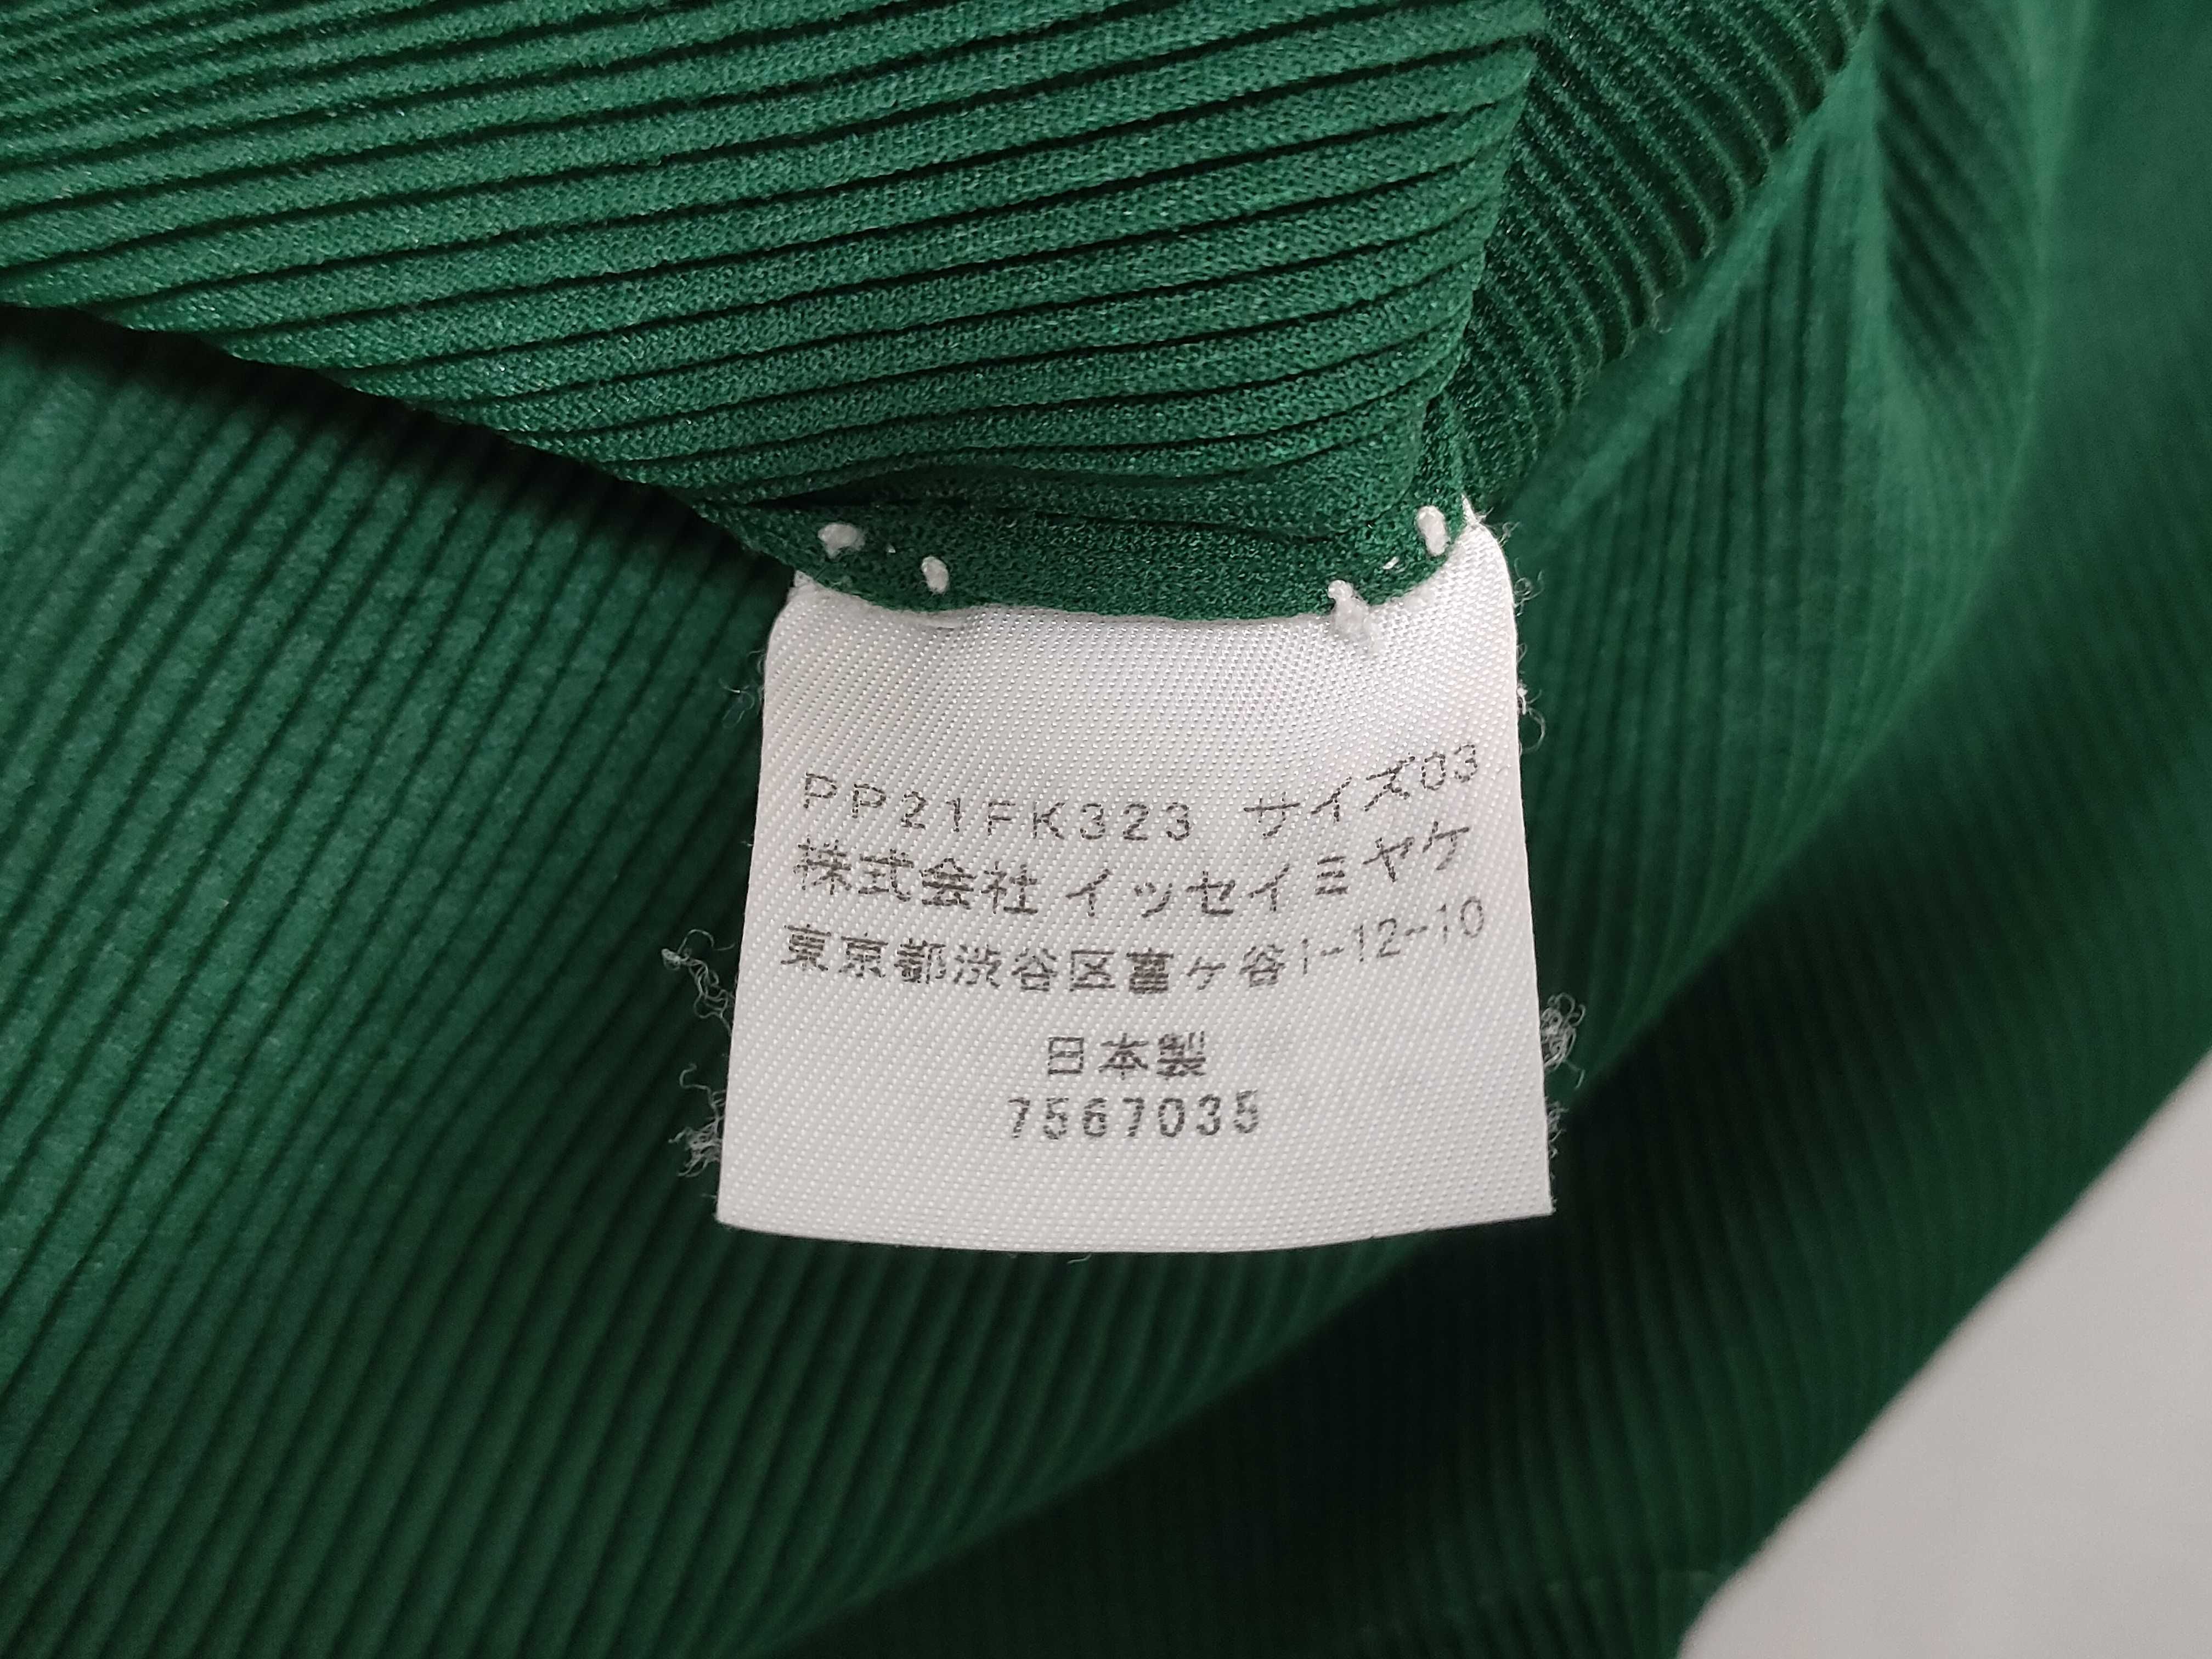 PP21FK323 サイズ03
株式会社 イッセイミヤケ
東京都渋谷区富ヶ谷1-12-10
日本製
7567035